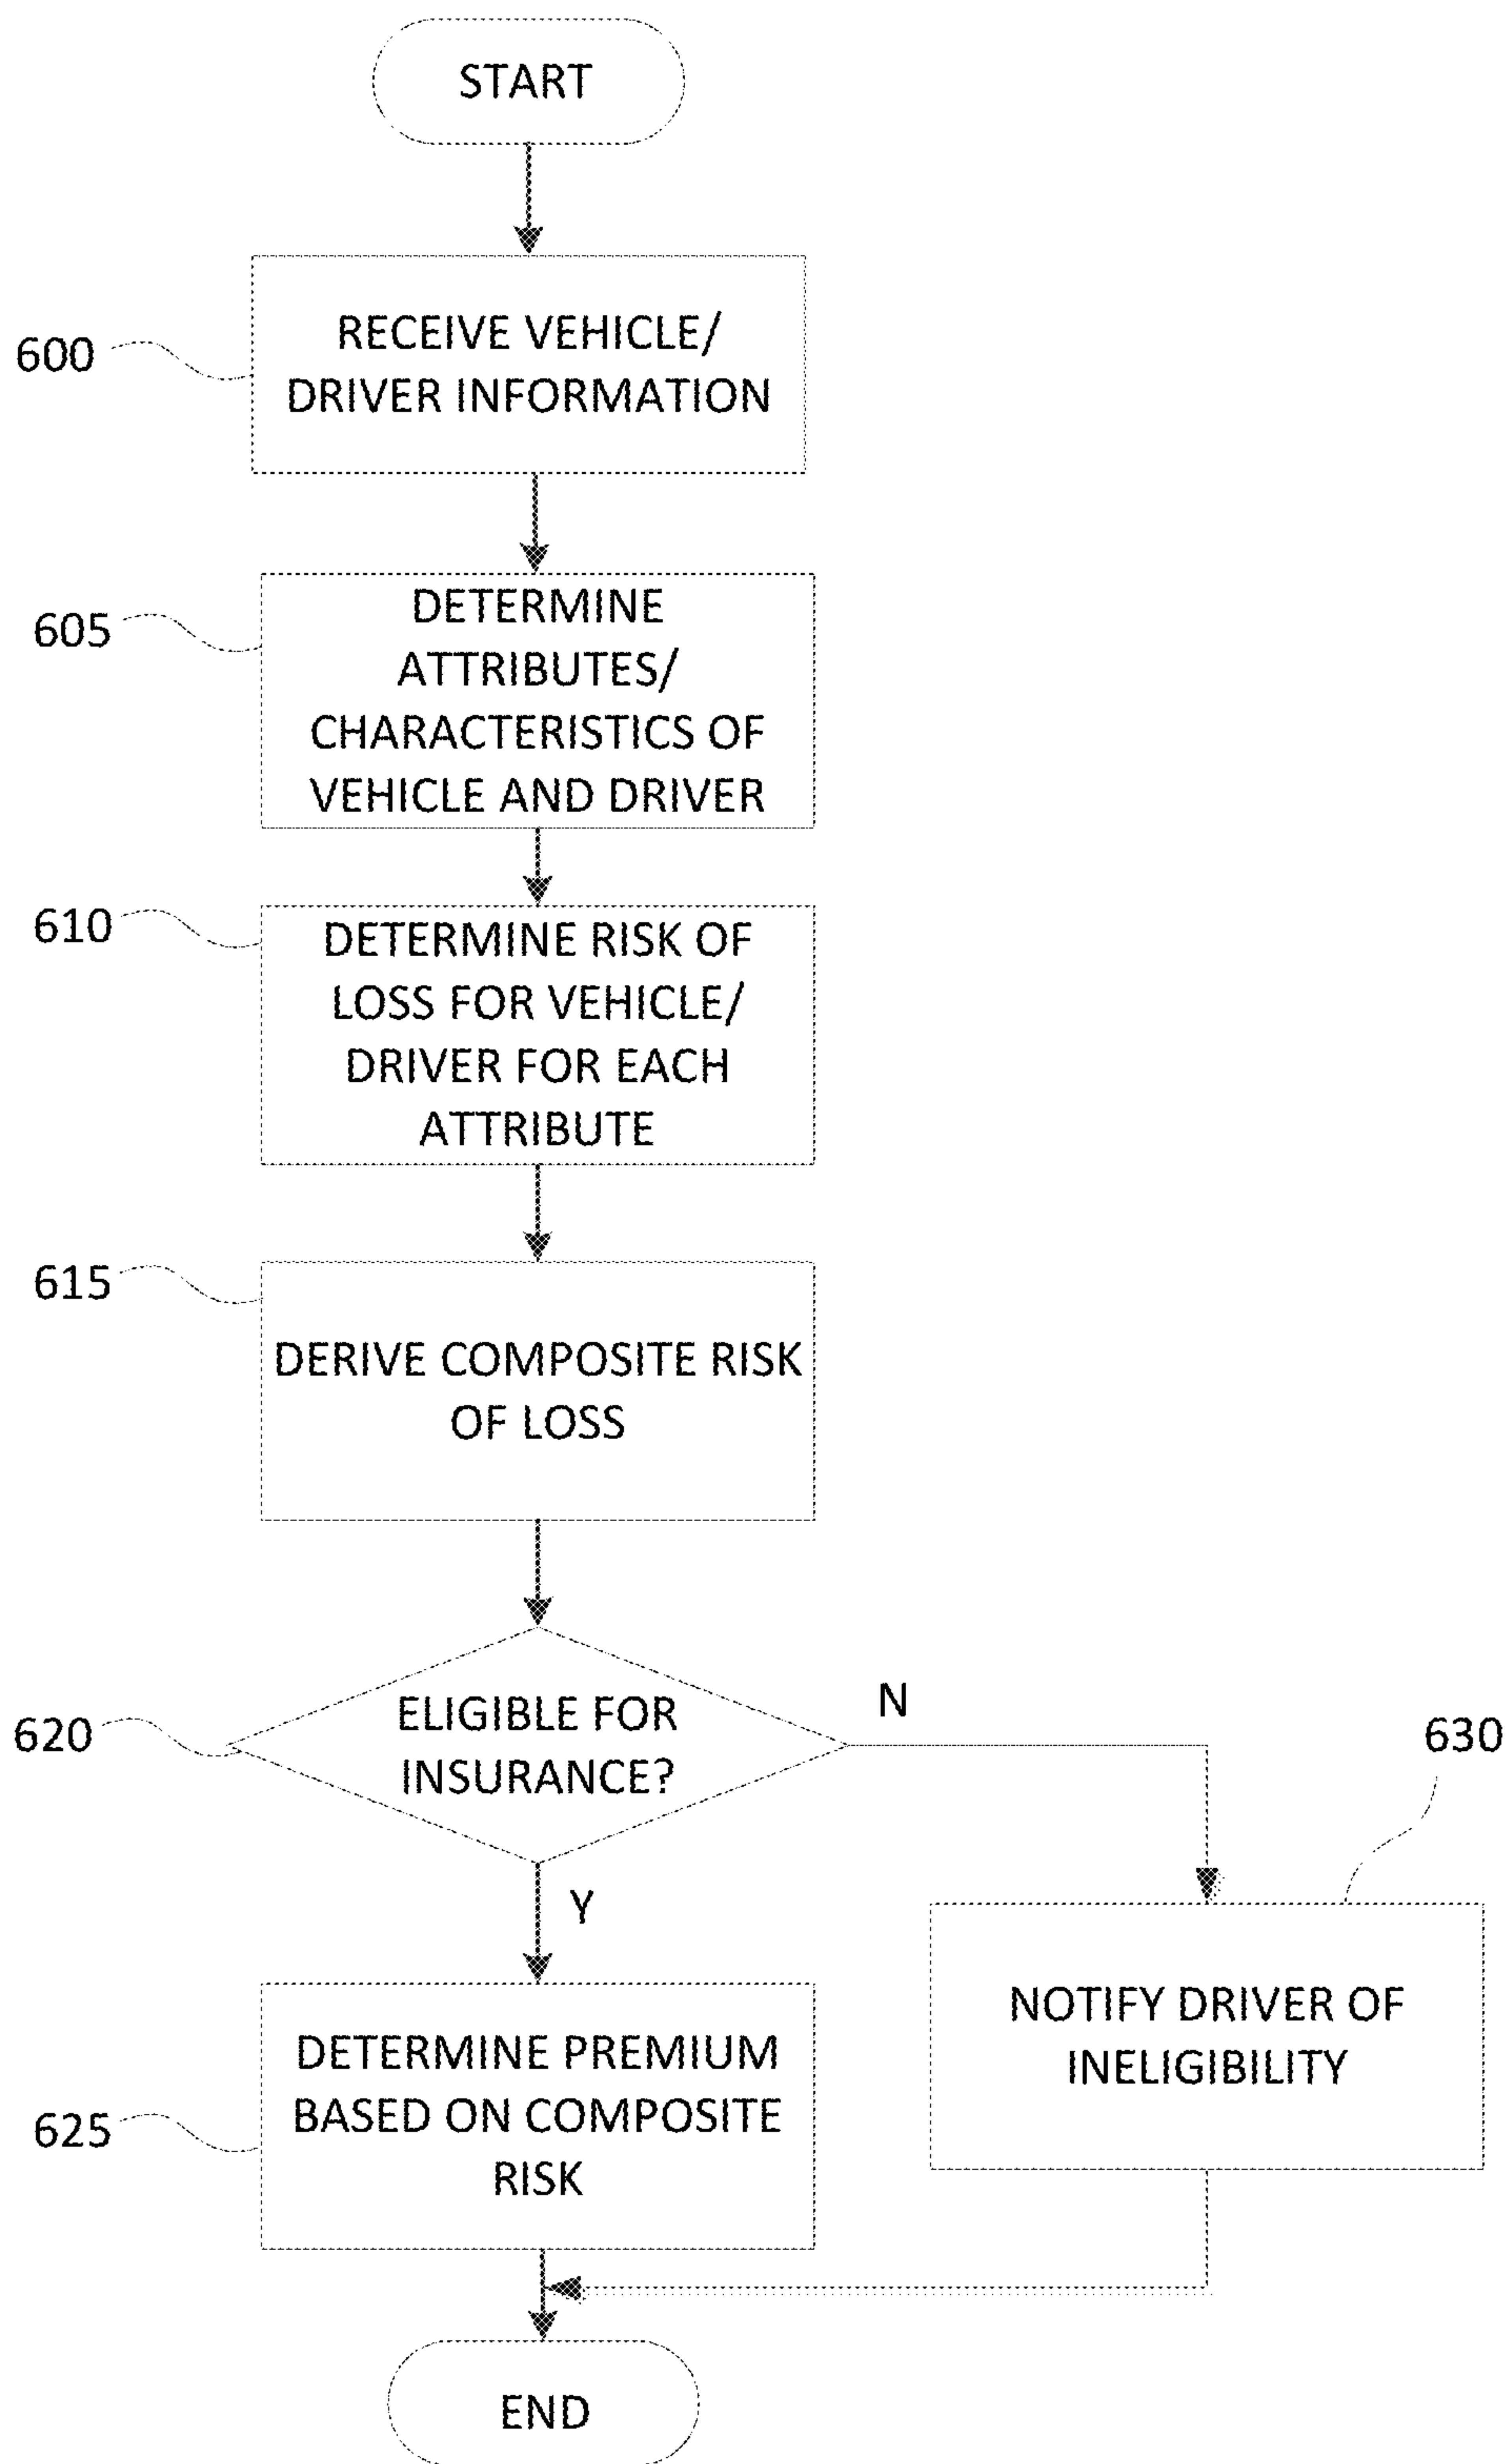 START
600
RECEIVE VEHICLE/
DRIVER INFORMATION
605
DETERMINE
ATTRIBUTES/
CHARACTERISTICS OF
VEHICLE AND DRIVER
610
DETERMINE RISK OF
LOSS FOR VEHICLE/
DRIVER FOR EACH
ATTRIBUTE
615
DERIVE COMPOSITE RISK
OF LOSS
620
ELIGIBLE FOR
INSURANCE?
N
630
Y
NOTIFY DRIVER OF
INELIGIBILITY
625
DETERMINE PREMIUM
BASED ON COMPOSITE
RISK
END